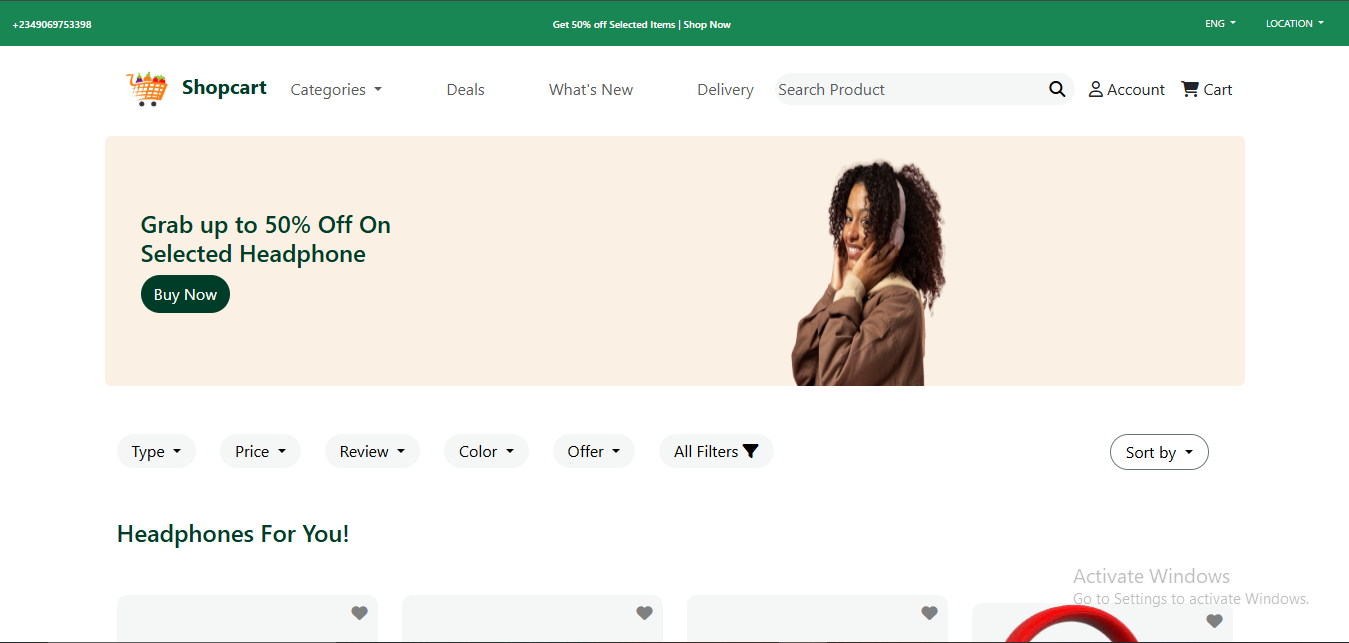 +2349069753398
Get 50% off Selected Items | Shop Now
ENG
LOCATION
Shopcart
Categories
Deals
What's New
Delivery
Search Product
Account
Cart
Grab up to 50% Off On
Selected Headphone
Buy Now
Type
Price
Review
Color
Offer
All Filters
Sort by
Headphones For You!
Activate Windows
Go to Settings to activate Windows.